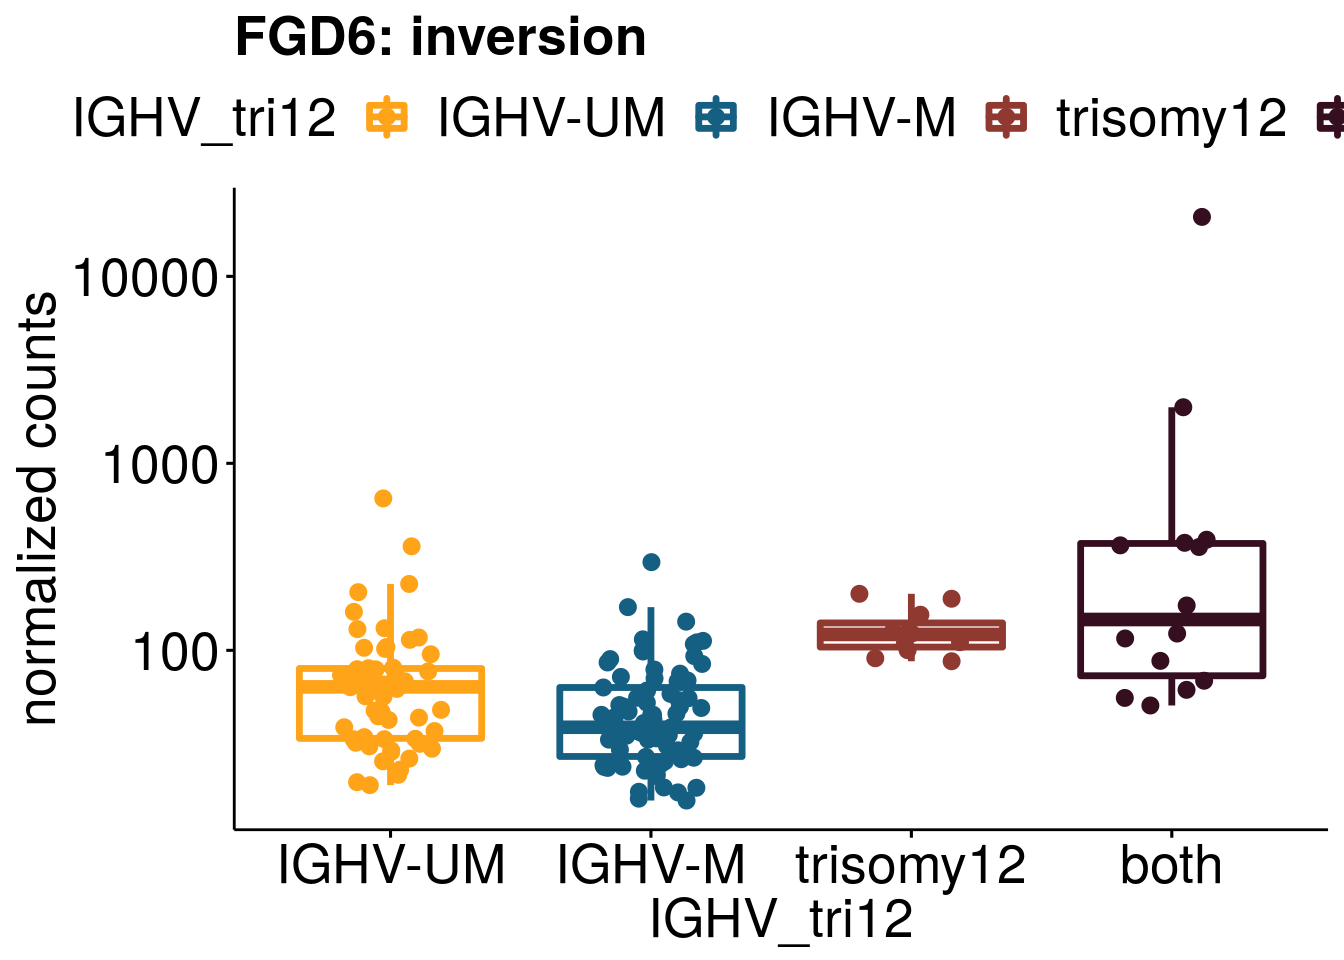 FGD6: inversion
IGHV_tri12 IGHV-UM IGHV-M trisomy12
normalized counts
10000
1000
100
IGHV-UM IGHV-M trisomy12 both
IGHV_tri12